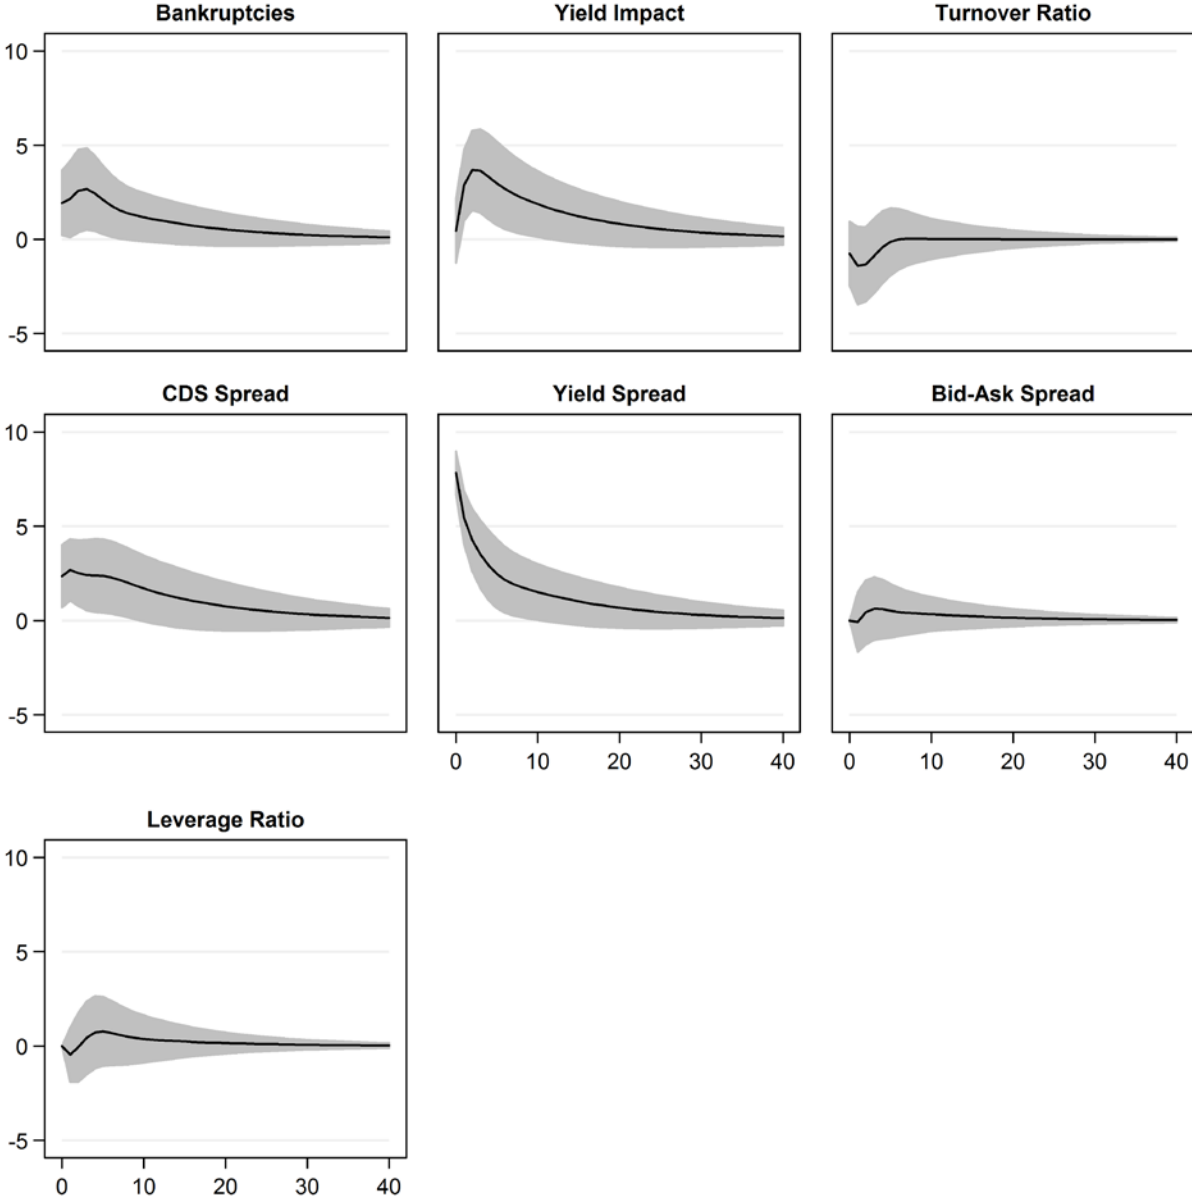 Bankruptcies
Yield Impact
Turnover Ratio
10
5
0
-5
CDS Spread
Yield Spread
Bid-Ask Spread
10
5
0
-5
0 10 20 30 40
0 10 20 30 40
Leverage Ratio
10
5
0
-5
0 10 20 30 40